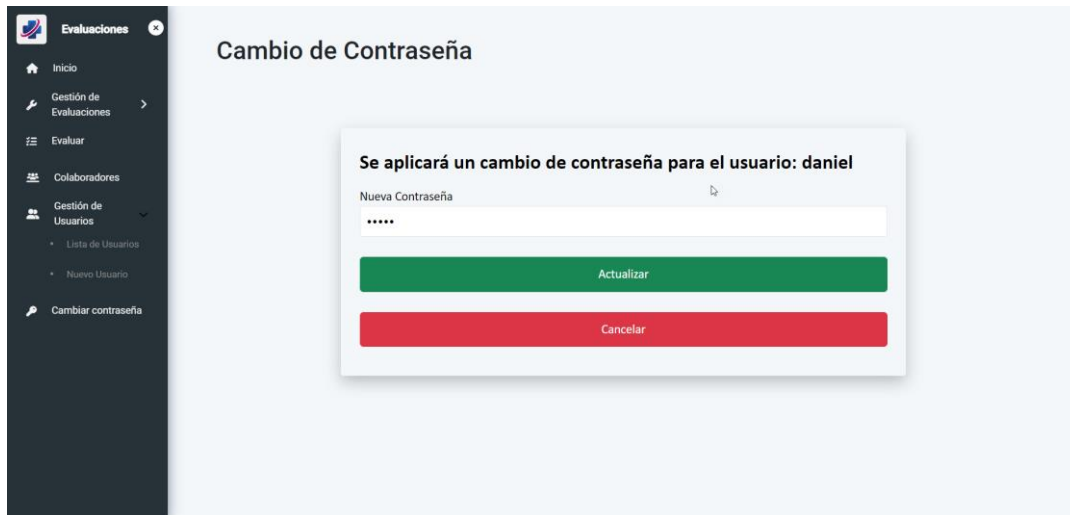 Evaluaciones
Inicio
Gestión de
Evaluaciones
Evaluar
Colaboradores
Gestión de
Usuarios
Lista de Usuarios
Nuevo Usuario
Cambiar contraseña
Cambio de Contraseña
Se aplicará un cambio de contraseña para el usuario: daniel
Nueva Contraseña
•••••
Actualizar
Cancelar